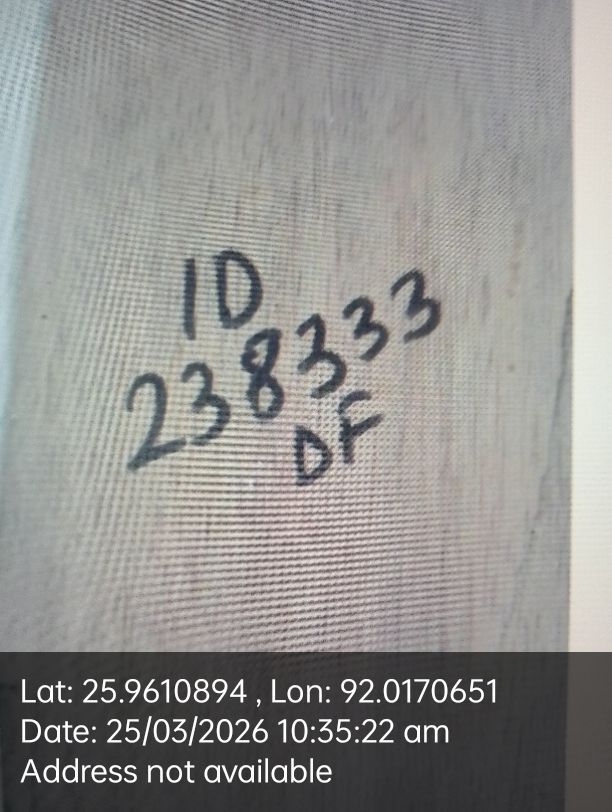 ID
238333
DF
Lat: 25.9610894 , Lon: 92.0170651
Date: 25/03/2026 10:35:22 am
Address not available